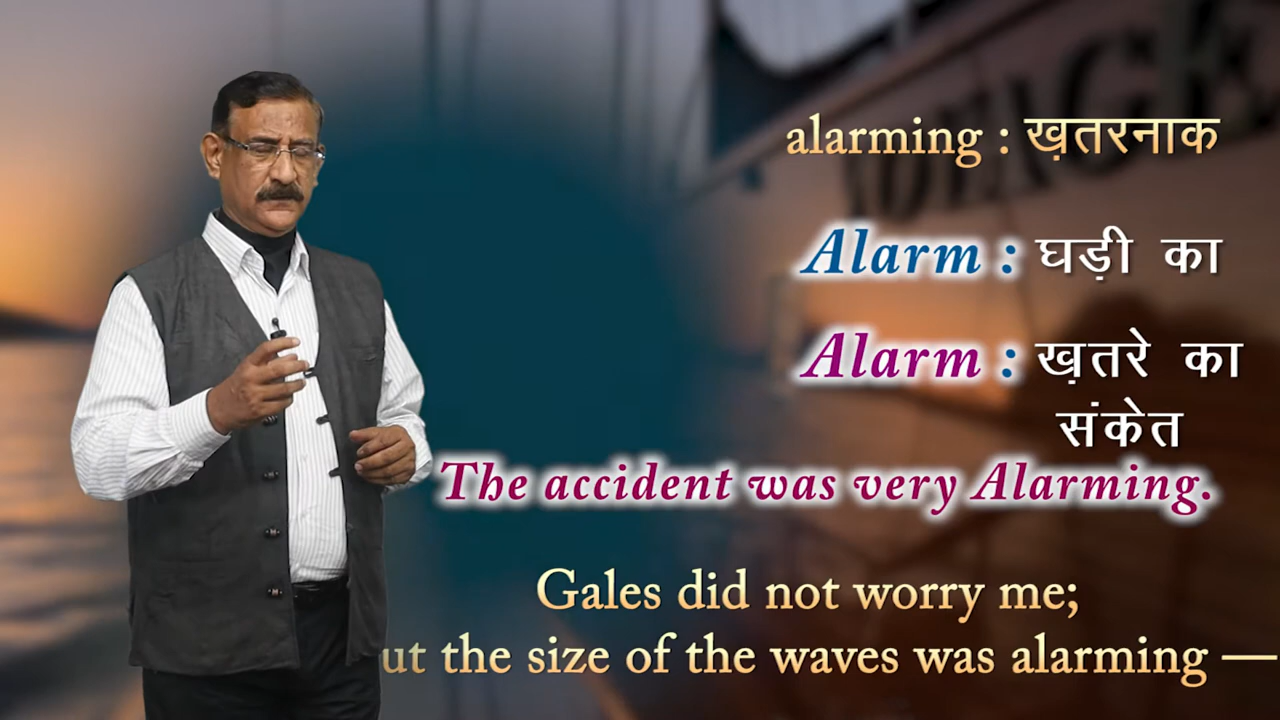 VOYAGE
alarming : ख़तरनाक
Alarm : घड़ी का
Alarm : ख़तरे का
संकेत
The accident was very Alarming.
Gales did not worry me;
ut the size of the waves was alarming —